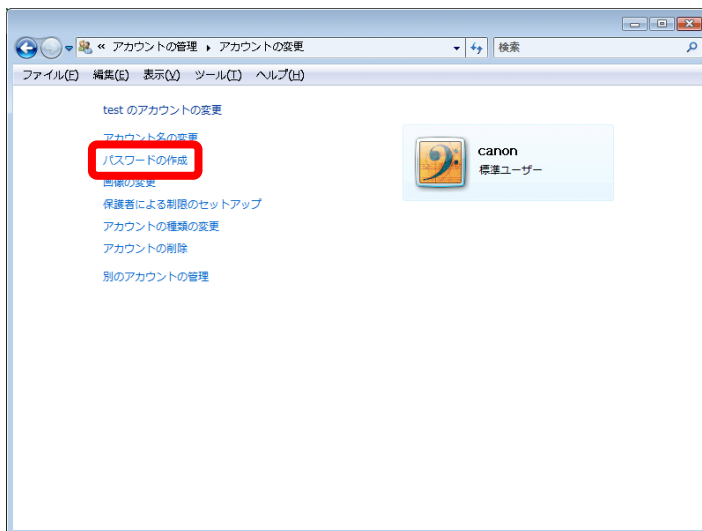 « アカウントの管理 ▸ アカウントの変更
検索
ファイル(F) 編集(E) 表示(V) ツール(T) ヘルプ(H)
test のアカウントの変更
アカウント名の変更
パスワードの作成
画像の変更
保護者による制限のセットアップ
アカウントの種類の変更
アカウントの削除
別のアカウントの管理
canon
標準ユーザー